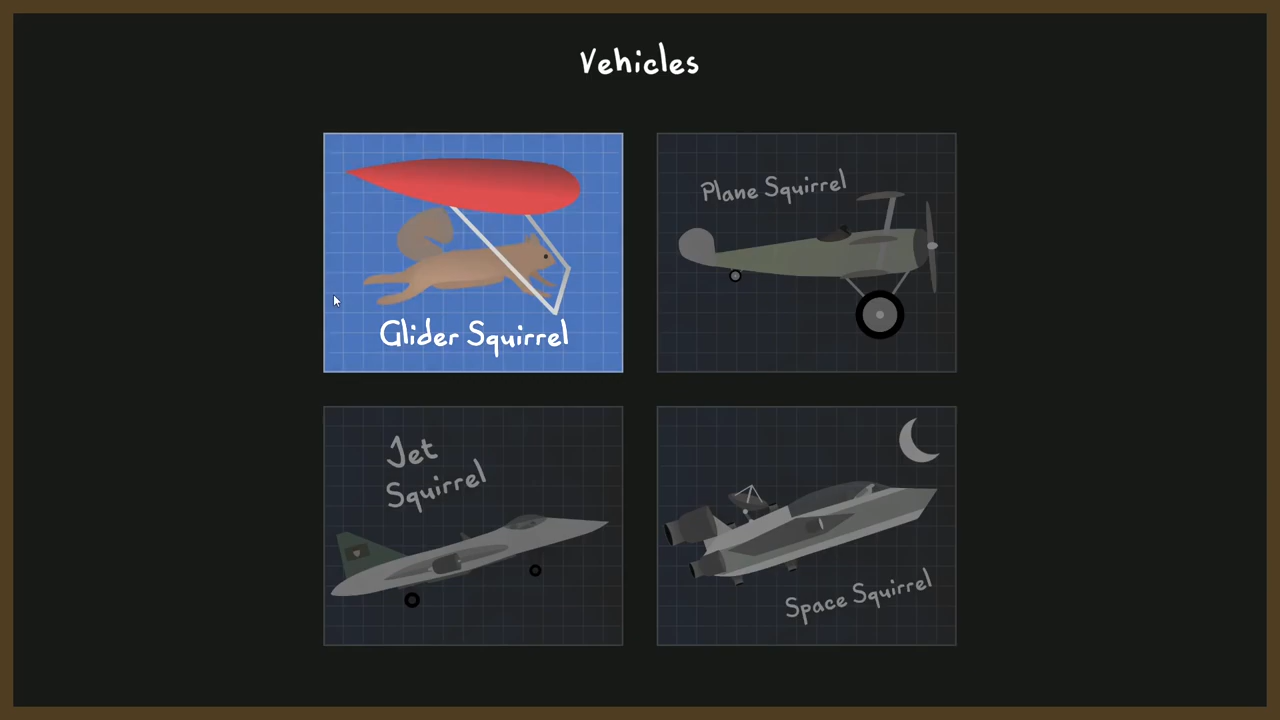 Vehicles
Glider Squirrel
Plane Squirrel
Jet
Squirrel
Space Squirrel